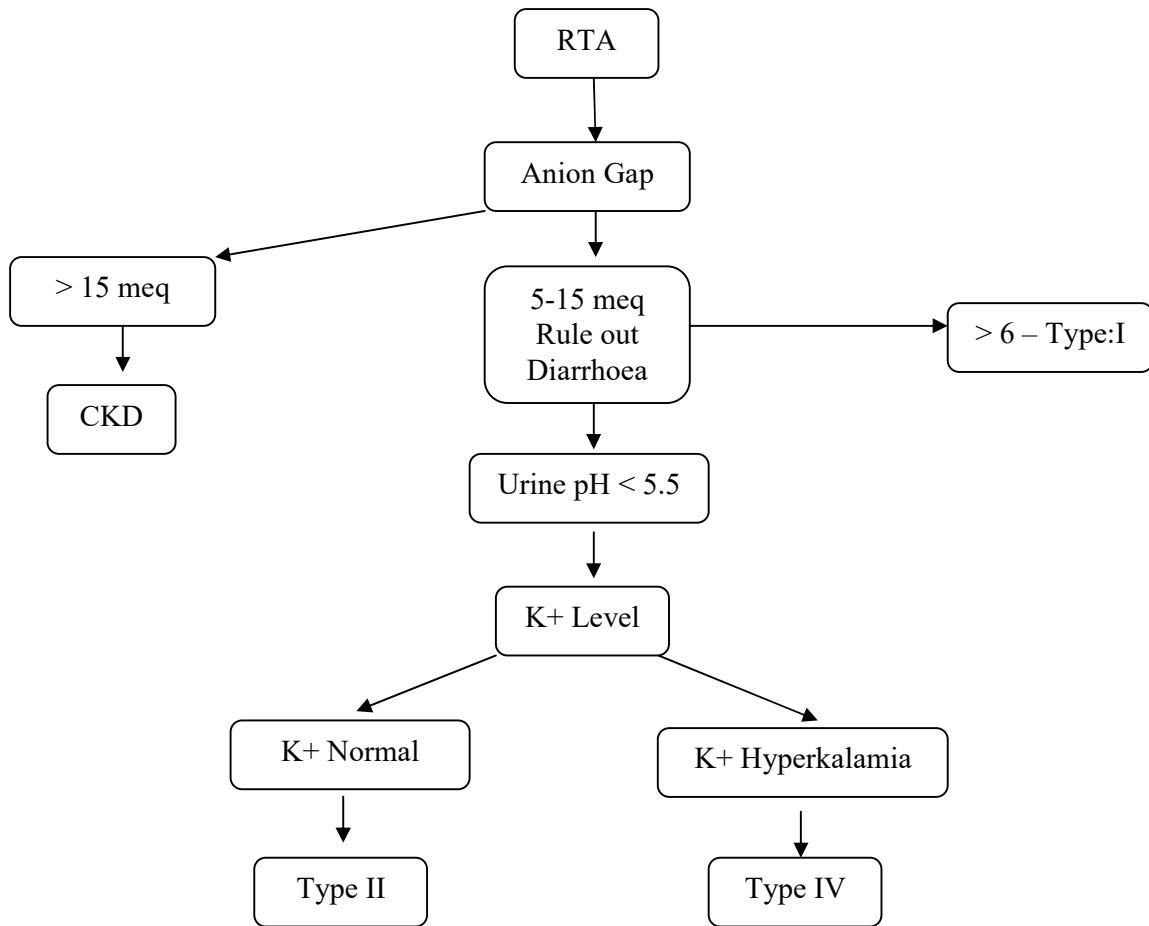 RTA
Anion Gap
> 15 meq
5-15 meq
Rule out
Diarrhoea
> 6 – Type:I
CKD
Urine pH < 5.5
K+ Level
K+ Normal
K+ Hyperkalamia
Type II
Type IV